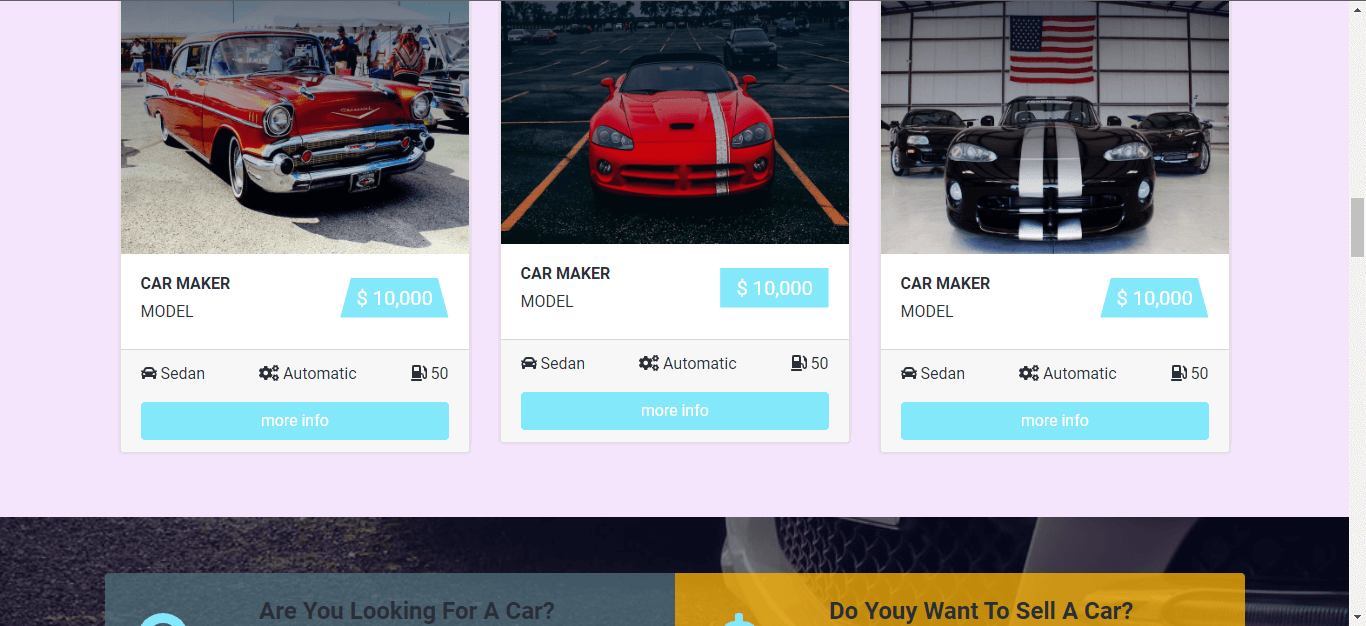 Chevrolet
CAR MAKER
$ 10,000
MODEL
Sedan
Automatic
50
more info
CAR MAKER
$ 10,000
MODEL
Sedan
Automatic
50
more info
CAR MAKER
$ 10,000
MODEL
Sedan
Automatic
50
more info
Are You Looking For A Car?
Do Youy Want To Sell A Car?